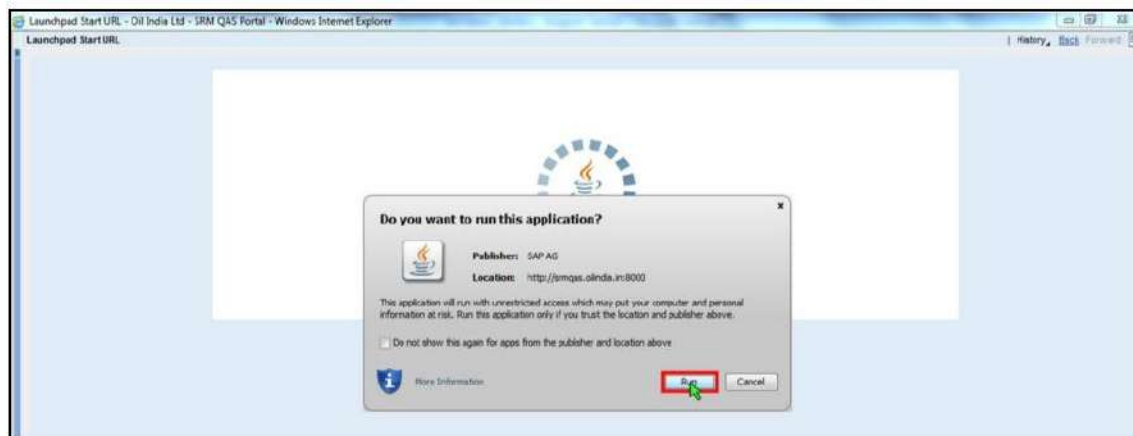 Launchpad Start URL - Oil India Ltd - SRM QAS Portal - Windows Internet Explorer
Launchpad Start URL
History Back Forward
Do you want to run this application?
Publisher: SAP AG
Location: http://srmqas.oilindia.in:8000
This application will run with unrestricted access which may put your computer and personal
information at risk. Run this application only if you trust the location and publisher above.
Do not show this again for apps from the publisher and location above
More Information
Run
Cancel